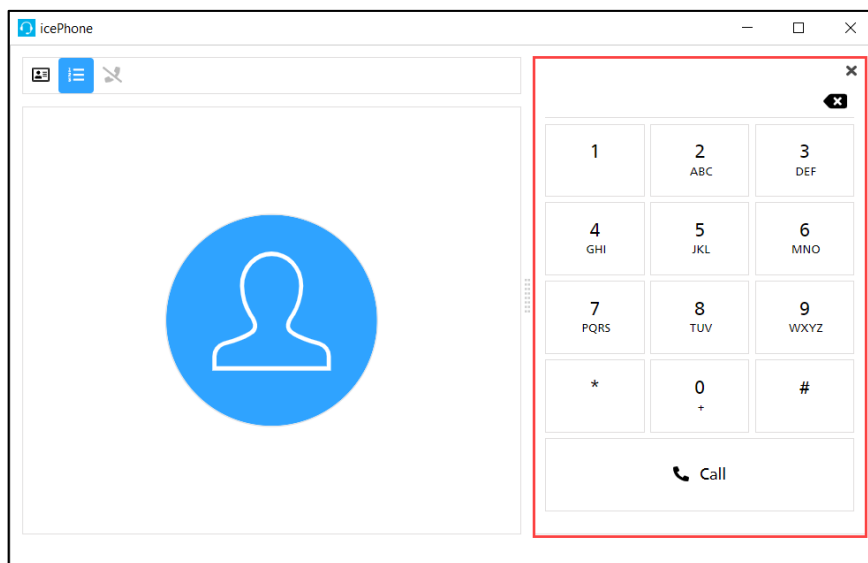 icePhone
1 2 3
ABC DEF
4 5 6
GHI JKL MNO
7 8 9
PQRS TUV WXYZ
* 0 #
+
Call